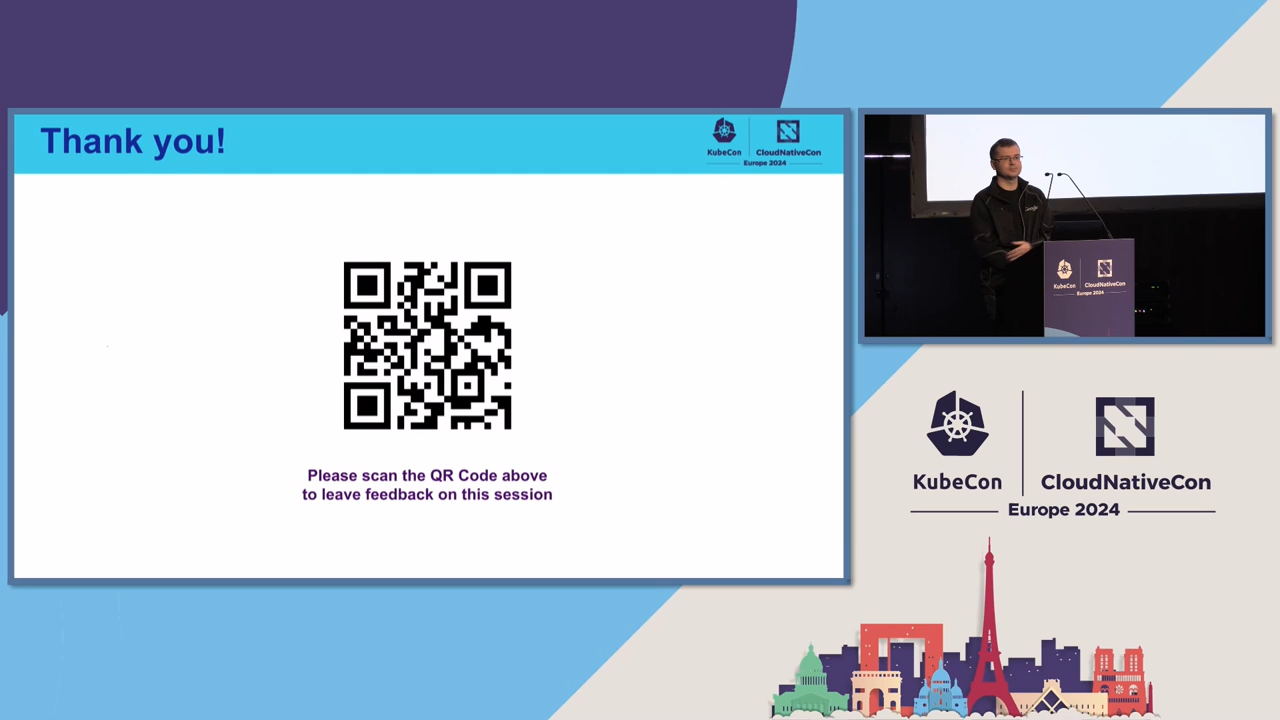 Thank you!
KubeCon
CloudNativeCon
Europe 2024
Please scan the QR Code above
to leave feedback on this session
KubeCon
CloudNativeCon
Europe 2024
KubeCon
CloudNativeCon
Europe 2024